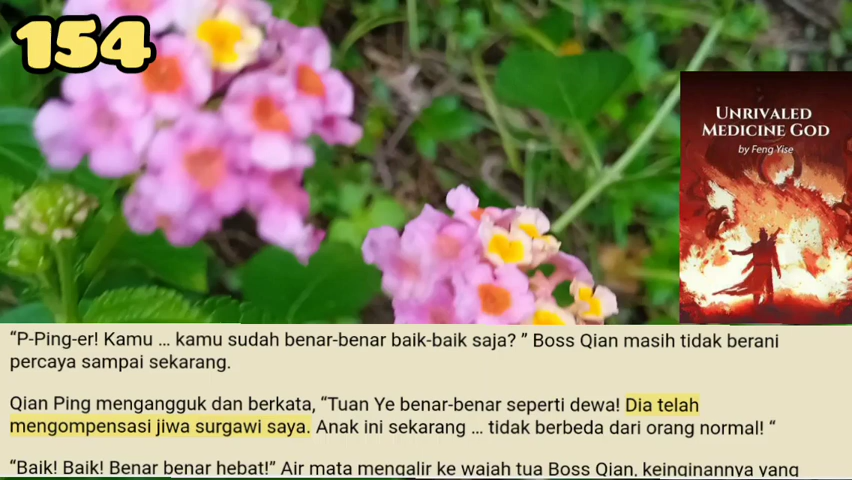 154
UNRIVALED
MEDICINE GOD
by Feng Yise
“P-Ping-er! Kamu ... kamu sudah benar-benar baik-baik saja? ” Boss Qian masih tidak berani
percaya sampai sekarang.
Qian Ping mengangguk dan berkata, “Tuan Ye benar-benar seperti dewa! Dia telah
mengompensasi jiwa surgawi saya. Anak ini sekarang ... tidak berbeda dari orang normal! “
“Baik! Baik! Benar benar hebat!” Air mata mengalir ke wajah tua Boss Qian, keinginannya yang